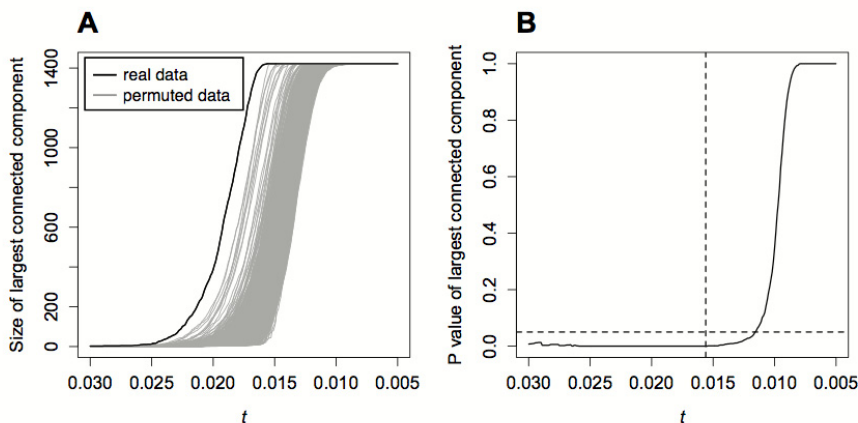 A
Size of largest connected component
1400
1000
600
200
0
real data
permuted data
0.030 0.025 0.020 0.015 0.010 0.005
t
B
P value of largest connected component
1.0
0.8
0.6
0.4
0.2
0.0
0.030 0.025 0.020 0.015 0.010 0.005
t